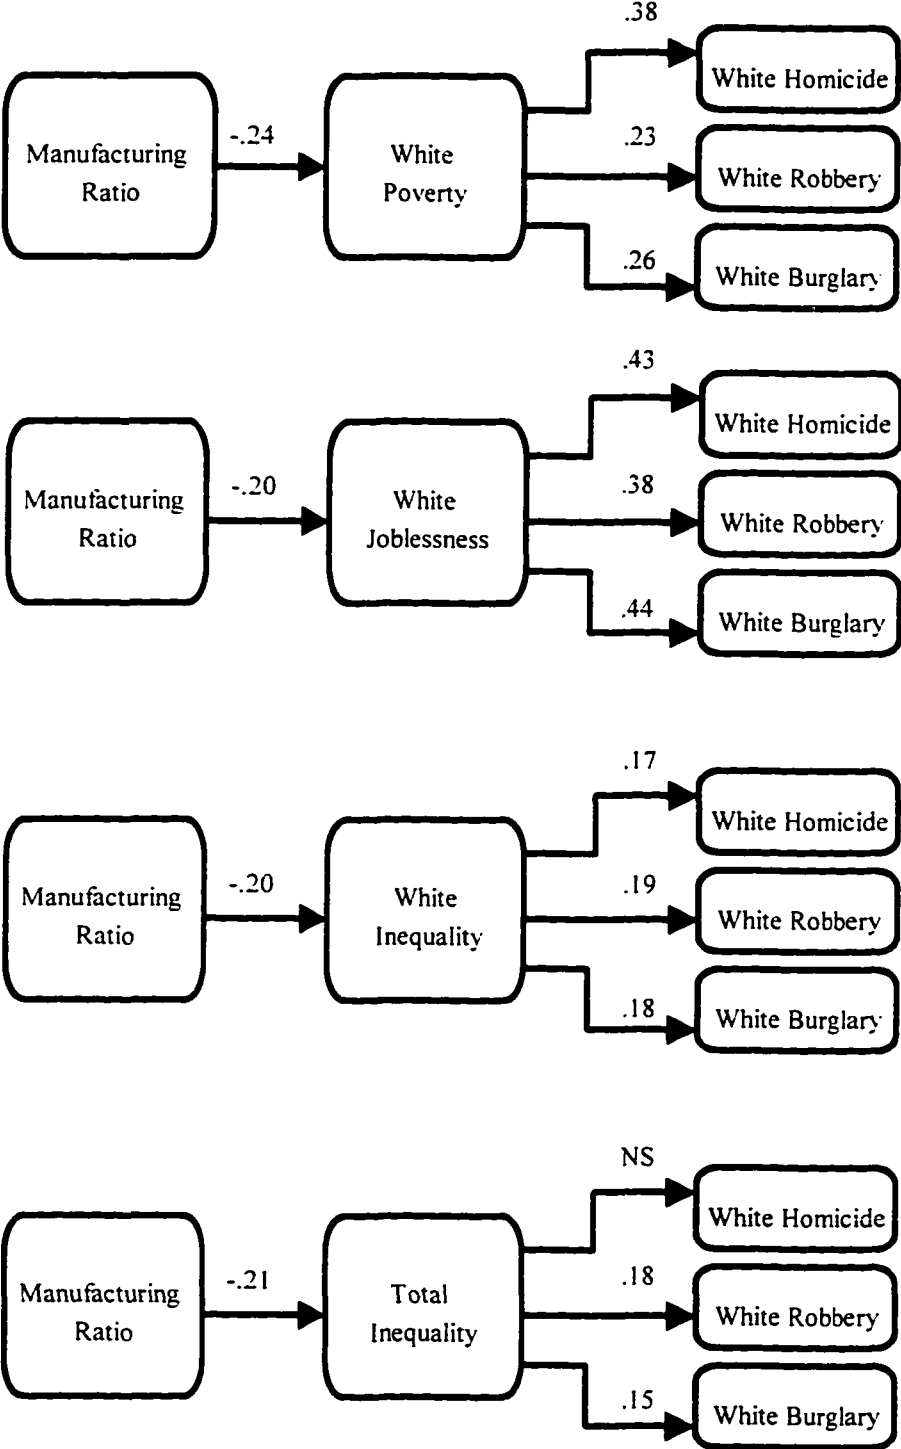 .38
White Homicide
-.24
.23
Manufacturing
Ratio
White
Poverty
White Robbery
.26
White Burglary
.43
White Homicide
-.20
.38
Manufacturing
Ratio
White
Joblessness
White Robbery
.44
White Burglary
.17
White Homicide
-.20
.19
Manufacturing
Ratio
White
Inequality
White Robbery
.18
White Burglary
NS
White Homicide
-.21
.18
Manufacturing
Ratio
Total
Inequality
White Robbery
.15
White Burglary